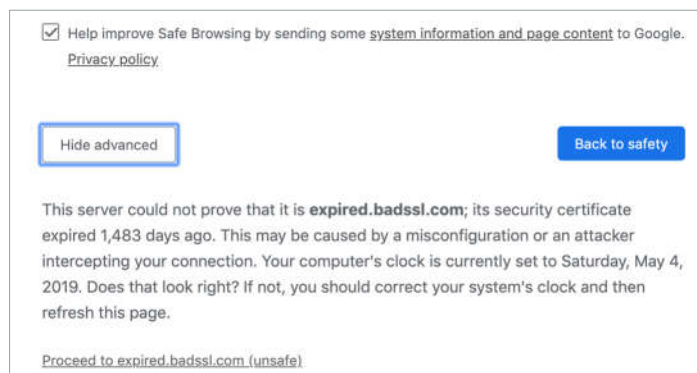 Help improve Safe Browsing by sending some system information and page content to Google.
Privacy policy
Hide advanced
Back to safety
This server could not prove that it is expired.badssl.com; its security certificate
expired 1,483 days ago. This may be caused by a misconfiguration or an attacker
intercepting your connection. Your computer's clock is currently set to Saturday, May 4,
2019. Does that look right? If not, you should correct your system's clock and then
refresh this page.
Proceed to expired.badssl.com (unsafe)